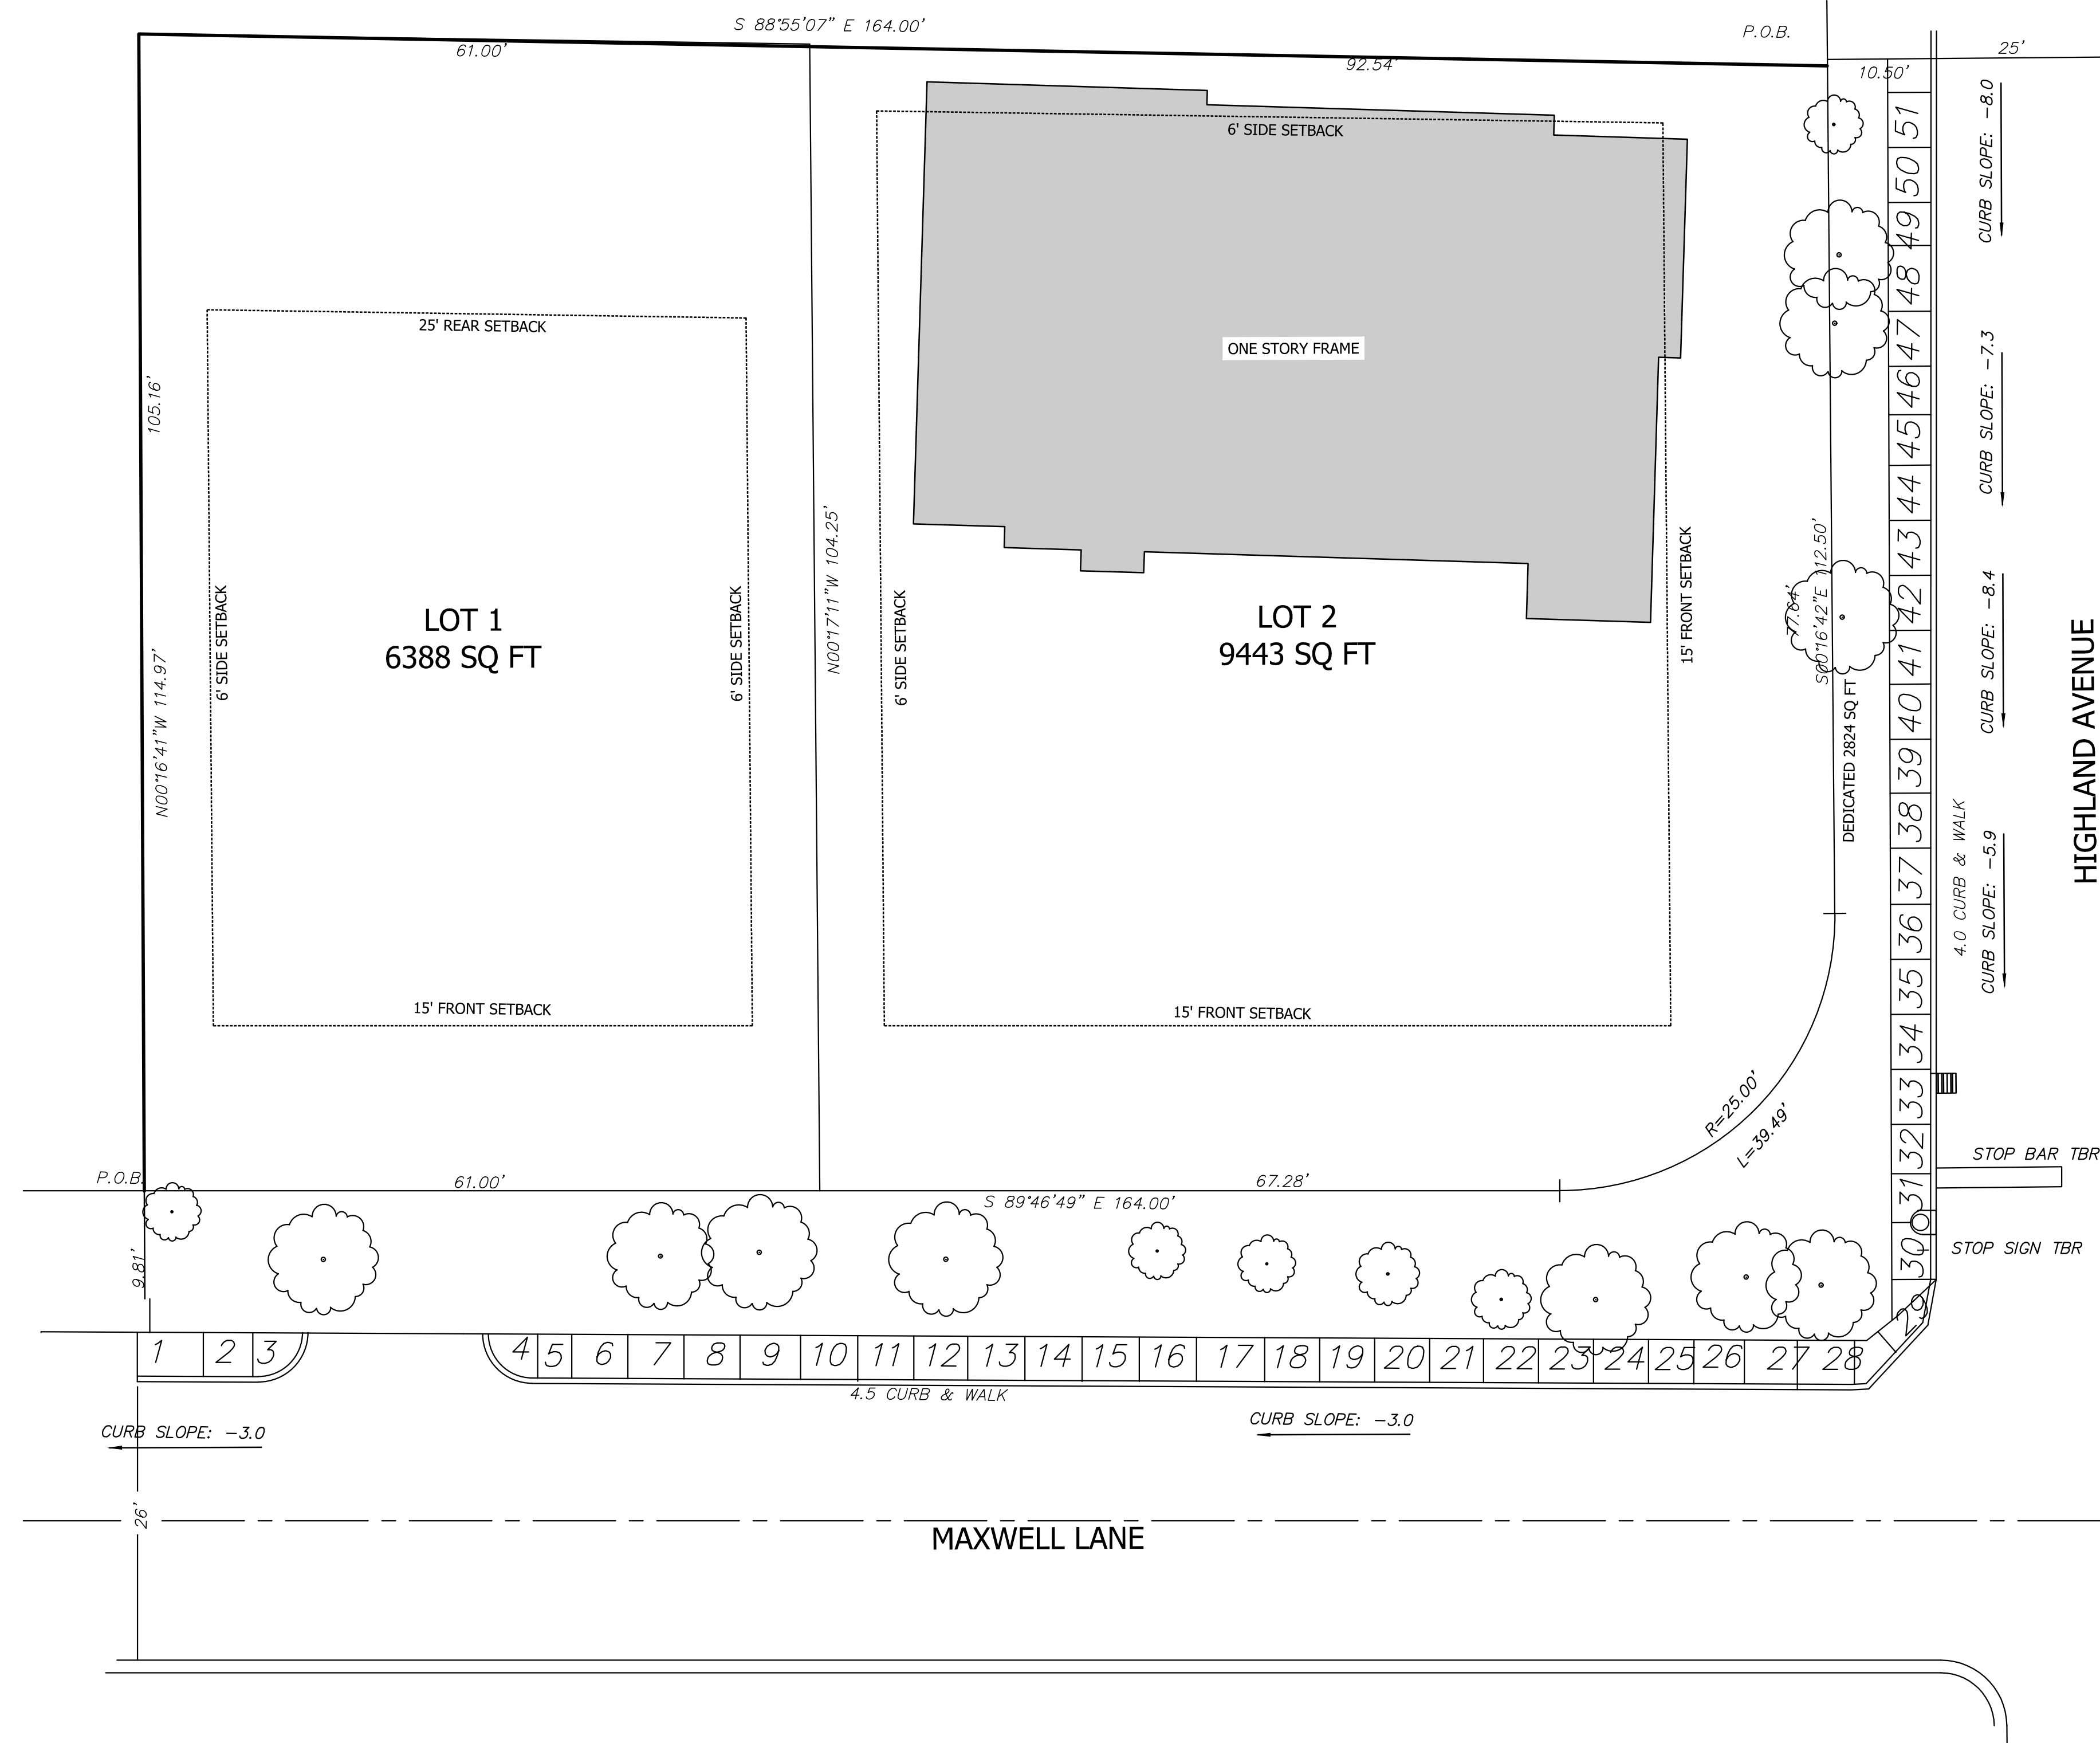 S 88°55'07" E 164.00'
P.O.B.
61.00'
92.54'
25'
10.50'
6' SIDE SETBACK
25' REAR SETBACK
ONE STORY FRAME
105.16'
N00°16'41"W 114.97'
6' SIDE SETBACK
LOT 1
6388 SQ FT
6' SIDE SETBACK
N00°17'11"W 104.25'
6' SIDE SETBACK
LOT 2
9443 SQ FT
15' FRONT SETBACK
77.64'
S00°16'42"E 112.50'
DEDICATED 2824 SQ FT
15' FRONT SETBACK
15' FRONT SETBACK
R=25.00'
L=39.49'
51
50
49
48
47
46
45
44
43
42
41
40
39
38
37
36
35
34
33
32
31
30
29
CURB SLOPE: -8.0
CURB SLOPE: -7.3
CURB SLOPE: -8.4
CURB SLOPE: -5.9
4.0 CURB & WALK
HIGHLAND AVENUE
STOP BAR TBR
STOP SIGN TBR
P.O.B.
61.00'
67.28'
S 89°46'49" E 164.00'
9.81'
1 2 3 4 5 6 7 8 9 10 11 12 13 14 15 16 17 18 19 20 21 22 23 24 25 26 27 28
4.5 CURB & WALK
CURB SLOPE: -3.0
CURB SLOPE: -3.0
26'
MAXWELL LANE